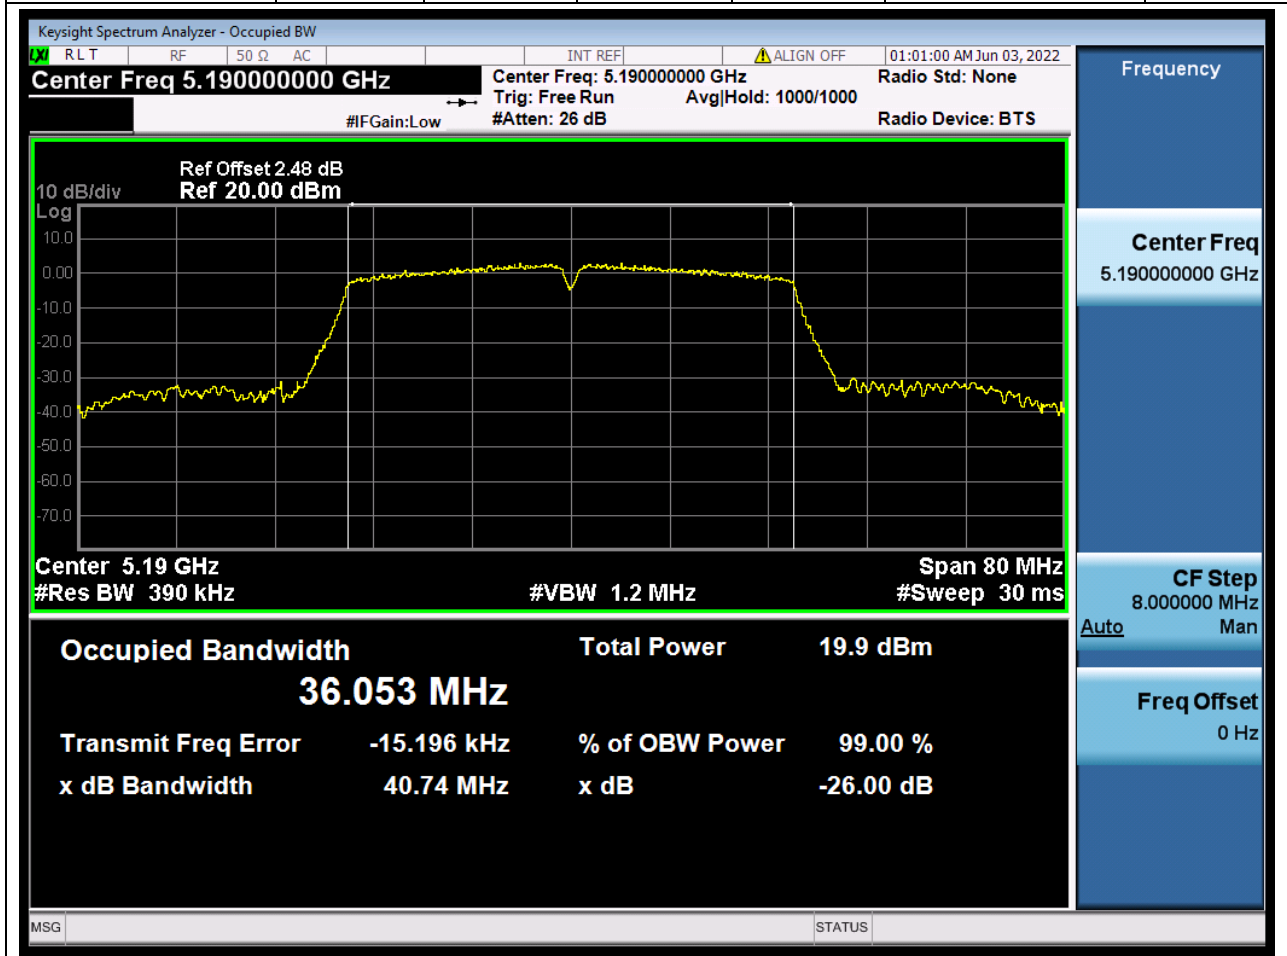 Keysight Spectrum Analyzer - Occupied BW
LXI RLT RF 50 Ω AC INT REF ALIGN OFF 01:01:00 AM Jun 03, 2022
Center Freq 5.190000000 GHz
Center Freq: 5.190000000 GHz Radio Std: None
Trig: Free Run Avg|Hold: 1000/1000
#IFGain:Low #Atten: 26 dB Radio Device: BTS
Ref Offset 2.48 dB
10 dB/div Ref 20.00 dBm
Log
10.0
0.00
-10.0
-20.0
-30.0
-40.0
-50.0
-60.0
-70.0
Center 5.19 GHz Span 80 MHz
#Res BW 390 kHz #VBW 1.2 MHz #Sweep 30 ms
Occupied Bandwidth Total Power 19.9 dBm
36.053 MHz
Transmit Freq Error -15.196 kHz % of OBW Power 99.00 %
x dB Bandwidth 40.74 MHz x dB -26.00 dB
Frequency
Center Freq
5.190000000 GHz
CF Step
8.000000 MHz
Auto Man
Freq Offset
0 Hz
MSG STATUS